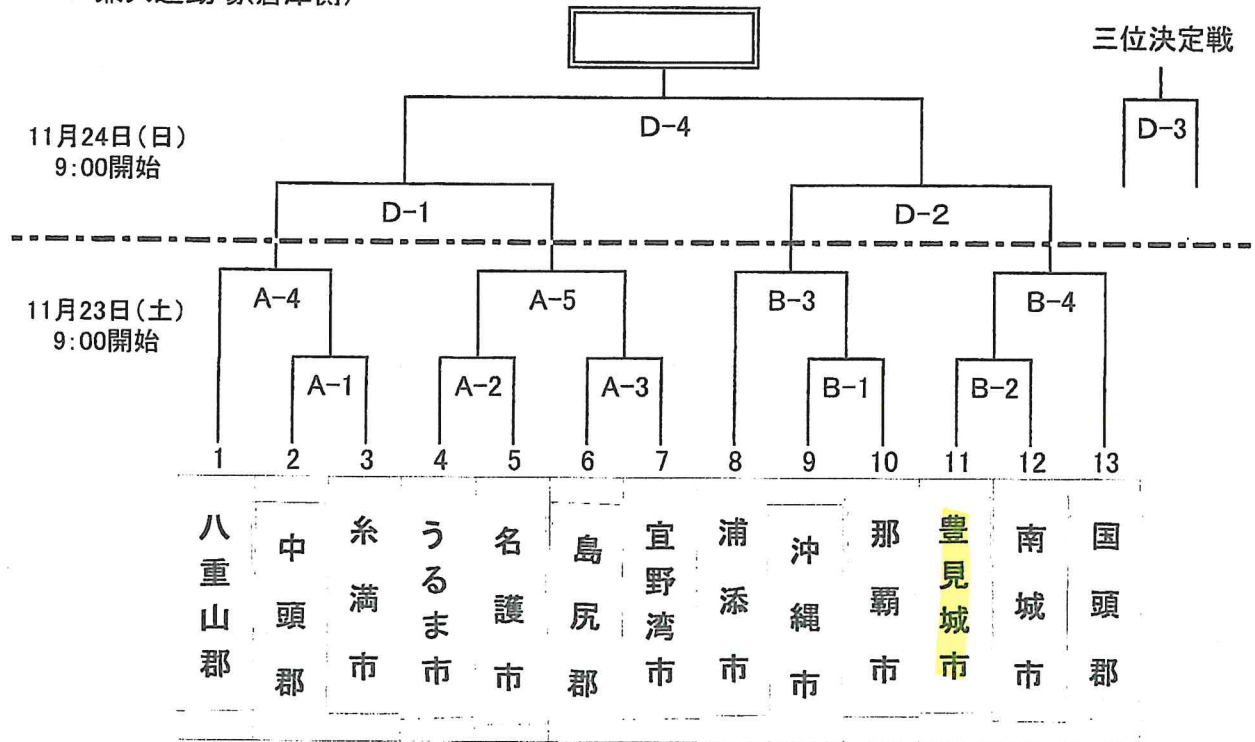 三位決定戦
D-4
D-3
11月24日(日)
9:00開始
D-1
D-2
A-4
A-5
B-3
B-4
11月23日(土)
9:00開始
A-1
A-2
A-3
B-1
B-2
1 2 3 4 5 6 7 8 9 10 11 12 13
八重山郡
中頭郡
糸満市
うるま市
名護市
島尻郡
宜野湾市
浦添市
沖縄市
那覇市
豊見城市
南城市
国頭郡